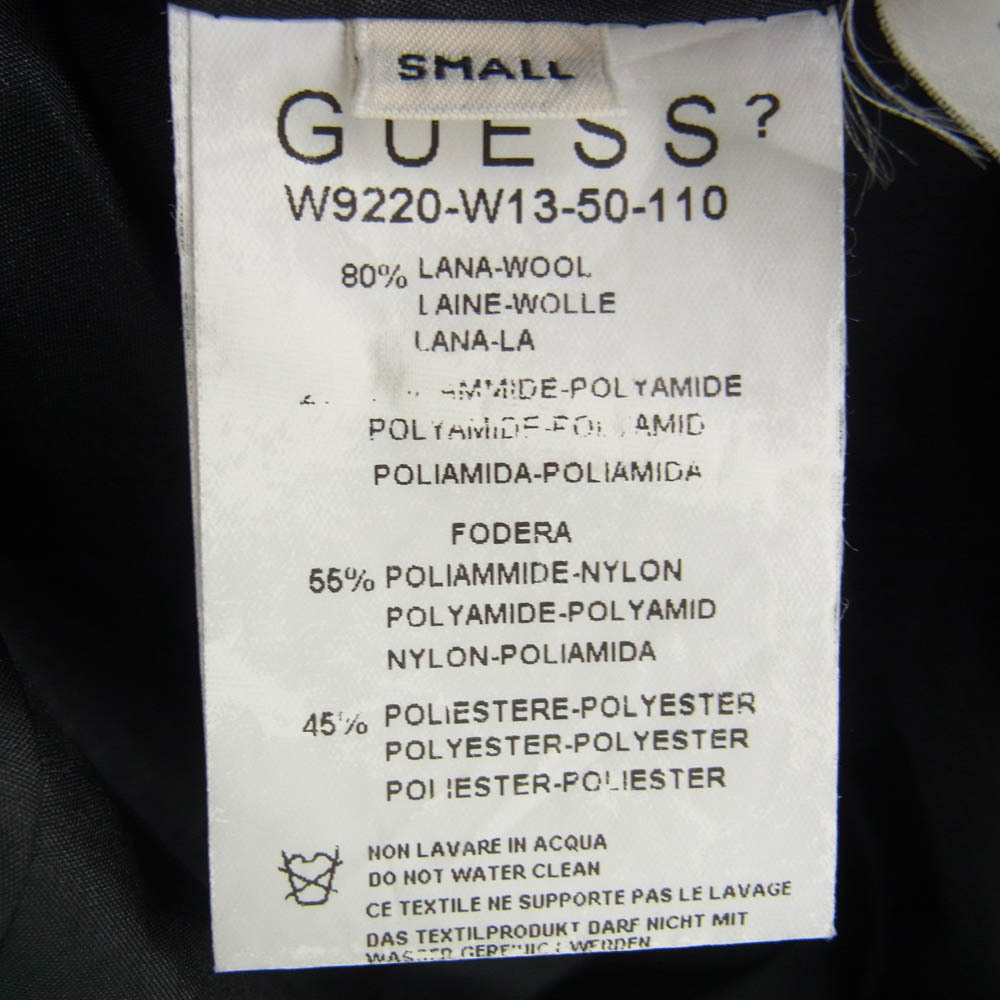 SMALL
GUESS?
W9220-W13-50-110
80% LANA-WOOL
LAINE-WOLLE
LANA-LA
POLYAMIDE
POLYAMIDE-POLYAMID
POLIAMIDA-POLIAMIDA
FODERA
55% POLIAMMIDE-NYLON
POLYAMIDE-POLYAMID
NYLON-POLIAMIDA
45% POLIESTERE-POLYESTER
POLYESTER-POLYESTER
POLIESTER-POLIESTER
NON LAVARE IN ACQUA
DO NOT WATER CLEAN
CE TEXTILE NE SUPPORTE PAS LE LAVAGE
DAS TEXTILPRODUKT DARF NICHT MIT
WASSER WERDEN